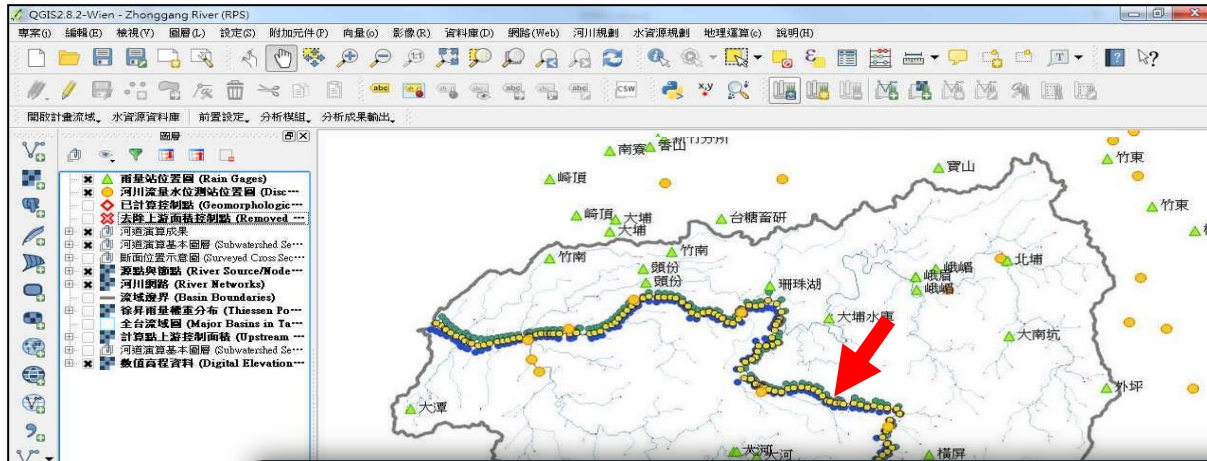 QGIS2.8.2-Wien - Zhonggang River (RPS)
專案(j) 編輯(E) 檢視(V) 圖層(L) 設定(S) 附加元件(P) 向量(o) 影像(R) 資料庫(D) 網路(Web) 河川規劃 水資源規劃 地理運算(c) 說明(H)
abc abc abc abc abc CSW x,y
開啟計畫流域 水資源資料庫 前置設定 分析模組 分析成果輸出
圖層
雨量站位置圖 (Rain Gages)
河川流量水位測站位置圖 (Disc…
已計算控制點 (Geomorphologic…
去除上游面積控制點 (Removed …
河道演算成果
河道演算基本圖層 (Subwatershed Se…
斷面位置示意圖 (Surveyed Cross Sec…
源點與節點 (River Source/Node…
河川網路 (River Networks)
流域邊界 (Basin Boundaries)
徐昇雨量權重分布 (Thiessen Po…
全台流域圖 (Major Basins in Ta…
計算點上游控制面積 (Upstream …
河道演算基本圖層 (Subwatershed Se…
數值高程資料 (Digital Elevation…
南寮
香山
竹東
寶山
崎頂
竹東
崎頂
大埔
大埔
台糖畜研
竹南
竹南
頭份
頭份
珊珠湖
峨嵋
峨眉
峨嵋
北埔
大埔水庫
大南坑
外坪
大潭
大河
大河
橫屏